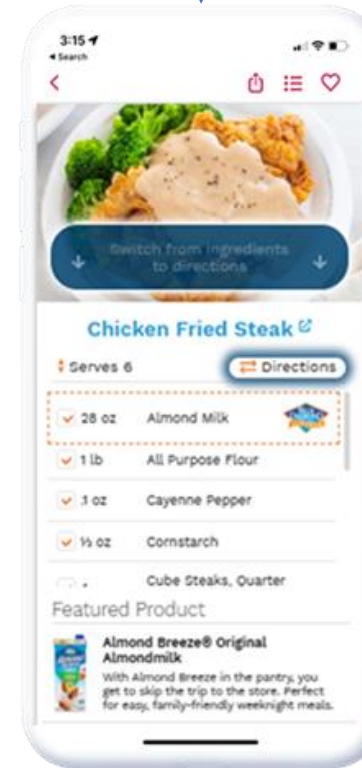 3:15
Search
Switch from ingredients
to directions
Chicken Fried Steak
Serves 6
Directions
28 oz Almond Milk
1 lb All Purpose Flour
.1 oz Cayenne Pepper
½ oz Cornstarch
Cube Steaks, Quarter
Featured Product
Almond Breeze® Original
Almondmilk
With Almond Breeze in the pantry, you
get to skip the trip to the store. Perfect
for easy, family-friendly weeknight meals.